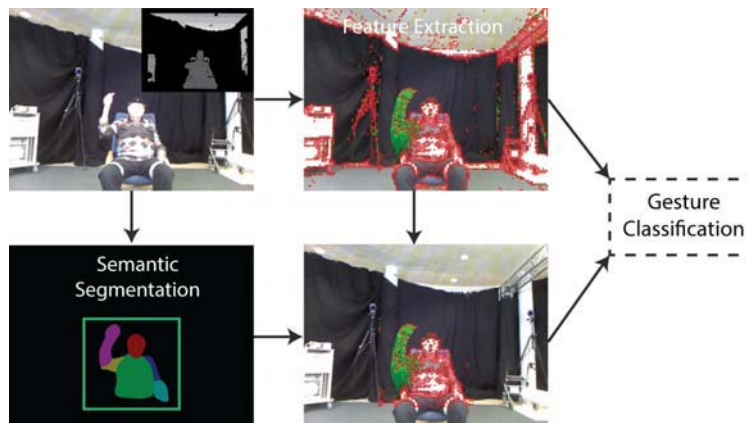 Feature Extraction
Semantic
Segmentation
Gesture
Classification